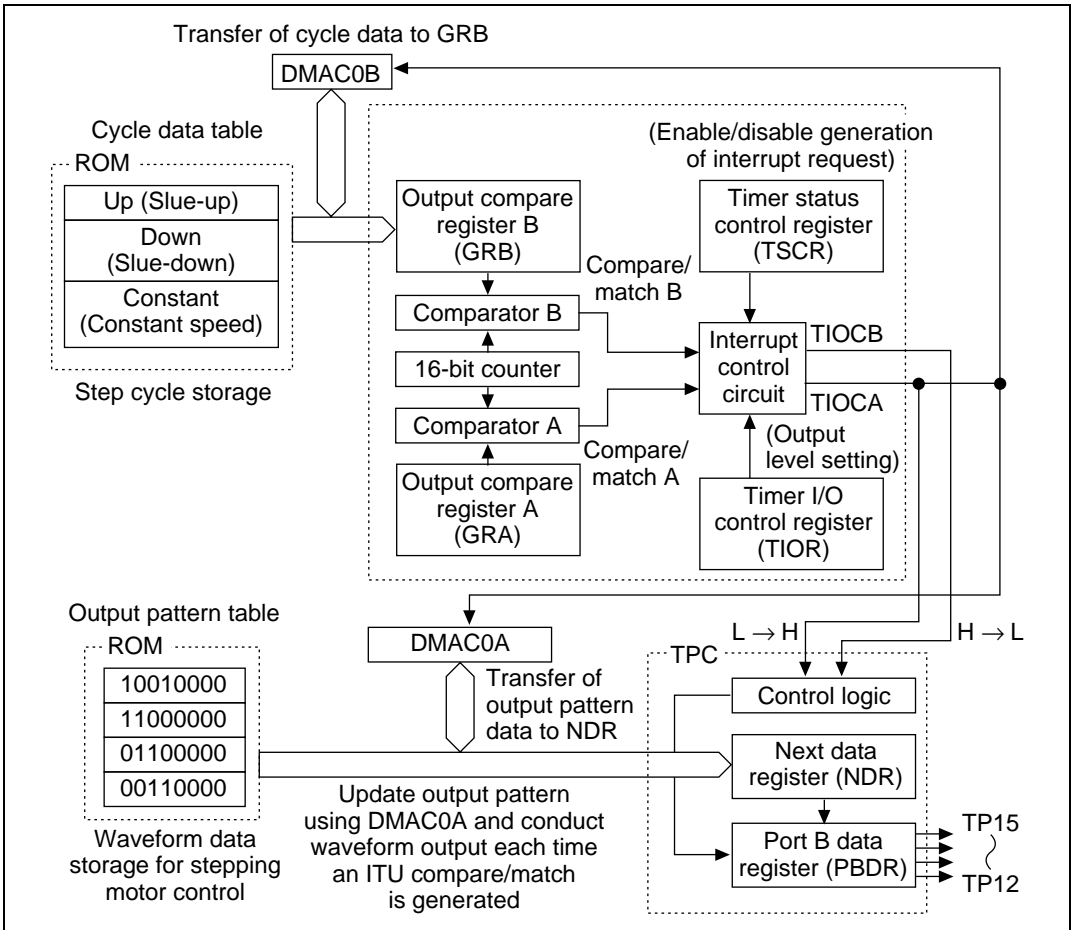 Transfer of cycle data to GRB
DMAC0B
Cycle data table
ROM
Up (Slue-up)
Down
(Slue-down)
Constant
(Constant speed)
Step cycle storage
(Enable/disable generation
of interrupt request)
Output compare
register B
(GRB)
Timer status
control register
(TSCR)
Compare/
match B
Comparator B
16-bit counter
Comparator A
Interrupt
control
circuit
TIOCB
TIOCA
Compare/
match A
(Output
level setting)
Output compare
register A
(GRA)
Timer I/O
control register
(TIOR)
Output pattern table
ROM
10010000
11000000
01100000
00110000
Waveform data
storage for stepping
motor control
DMAC0A
Transfer of
output pattern
data to NDR
Update output pattern
using DMAC0A and conduct
waveform output each time
an ITU compare/match
is generated
L → H
H → L
TPC
Control logic
Next data
register (NDR)
Port B data
register (PBDR)
TP15
TP12